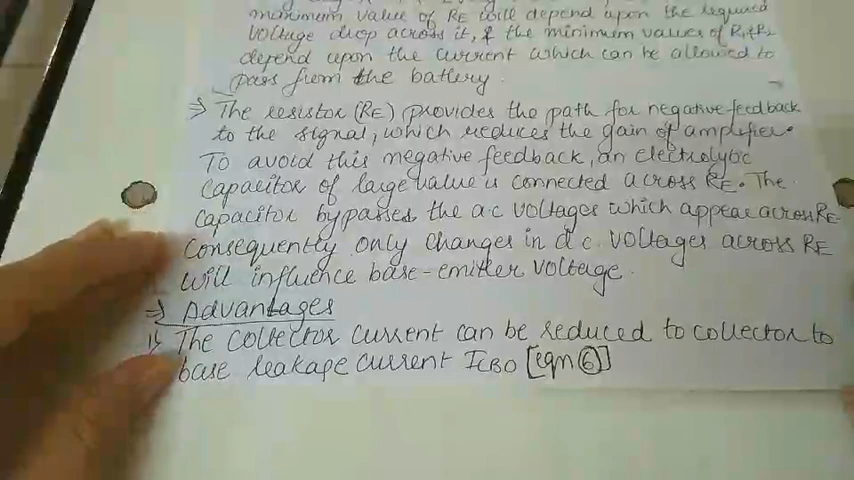 minimum value of RE will depend upon the required
voltage drop across it, & the minimum values of R1 & R2
depend upon the current which can be allowed to
pass from the battery.
⇒ The resistor (RE) provides the path for negative feedback
to the signal, which reduces the gain of amplifier.
To avoid this negative feedback, an electrolytic
capacitor of large value is connected across RE. The
capacitor bypasses the a.c voltages which appear across RE.
Consequently only changes in d.c. voltages across RE
will influence base-emitter voltage.
⇒ Advantages
1) The collector current can be reduced to collector to
base leakage current ICBO [eqn ⑥]